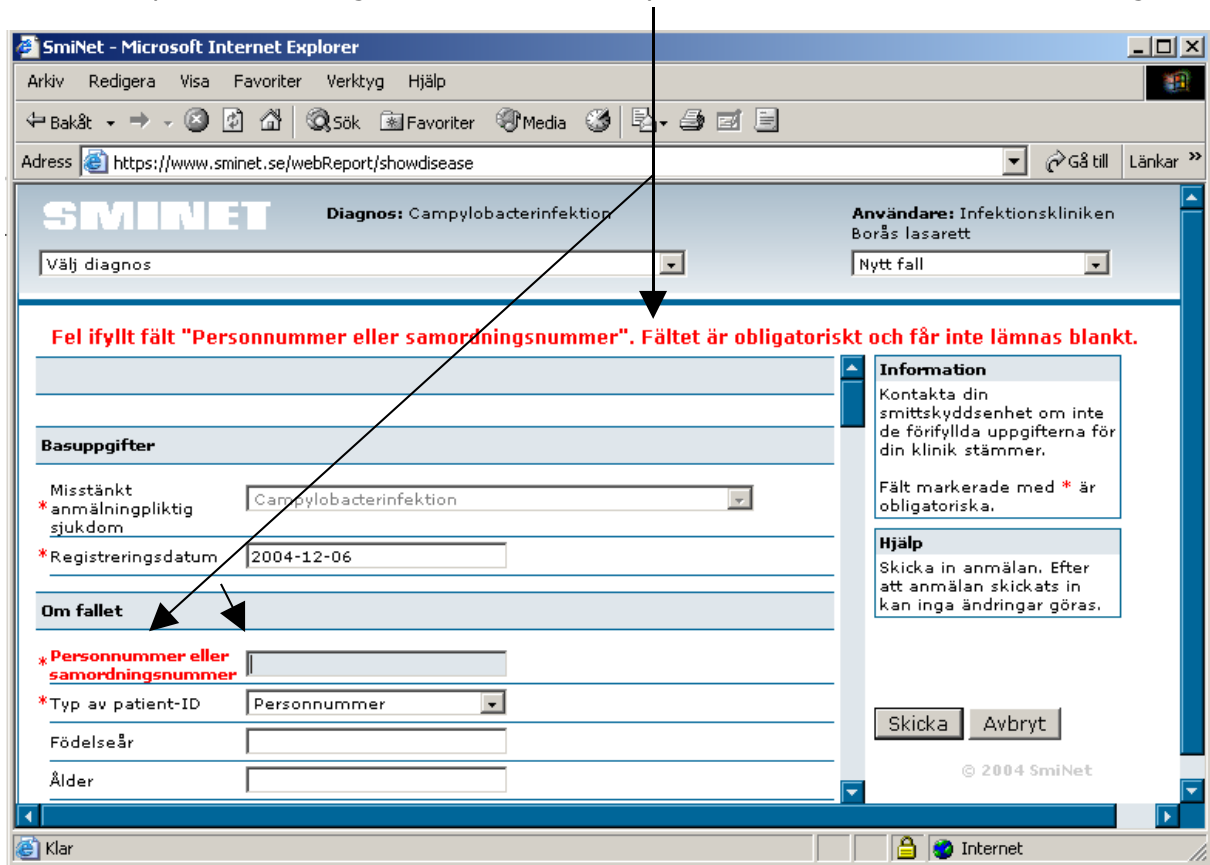 SmiNet - Microsoft Internet Explorer
Arkiv Redigera Visa Favoriter Verktyg Hjälp
Bakåt Sök Favoriter Media
Adress https://www.sminet.se/webReport/showdisease Gå till Länkar »
SMINET Diagnos: Campylobacterinfektion Användare: Infektionskliniken
Borås lasarett
Välj diagnos Nytt fall
Fel ifyllt fält "Personnummer eller samordningsnummer". Fältet är obligatoriskt och får inte lämnas blankt.
Basuppgifter
Misstänkt
*anmälningpliktig
sjukdom
Campylobacterinfektion
*Registreringsdatum 2004-12-06
Om fallet
*Personnummer eller
samordningsnummer
*Typ av patient-ID Personnummer
Födelseår
Ålder
Information
Kontakta din
smittskyddsenhet om inte
de förifyllda uppgifterna för
din klinik stämmer.
Fält markerade med * är
obligatoriska.
Hjälp
Skicka in anmälan. Efter
att anmälan skickats in
kan inga ändringar göras.
Skicka Avbryt
© 2004 SmiNet
Klar Internet